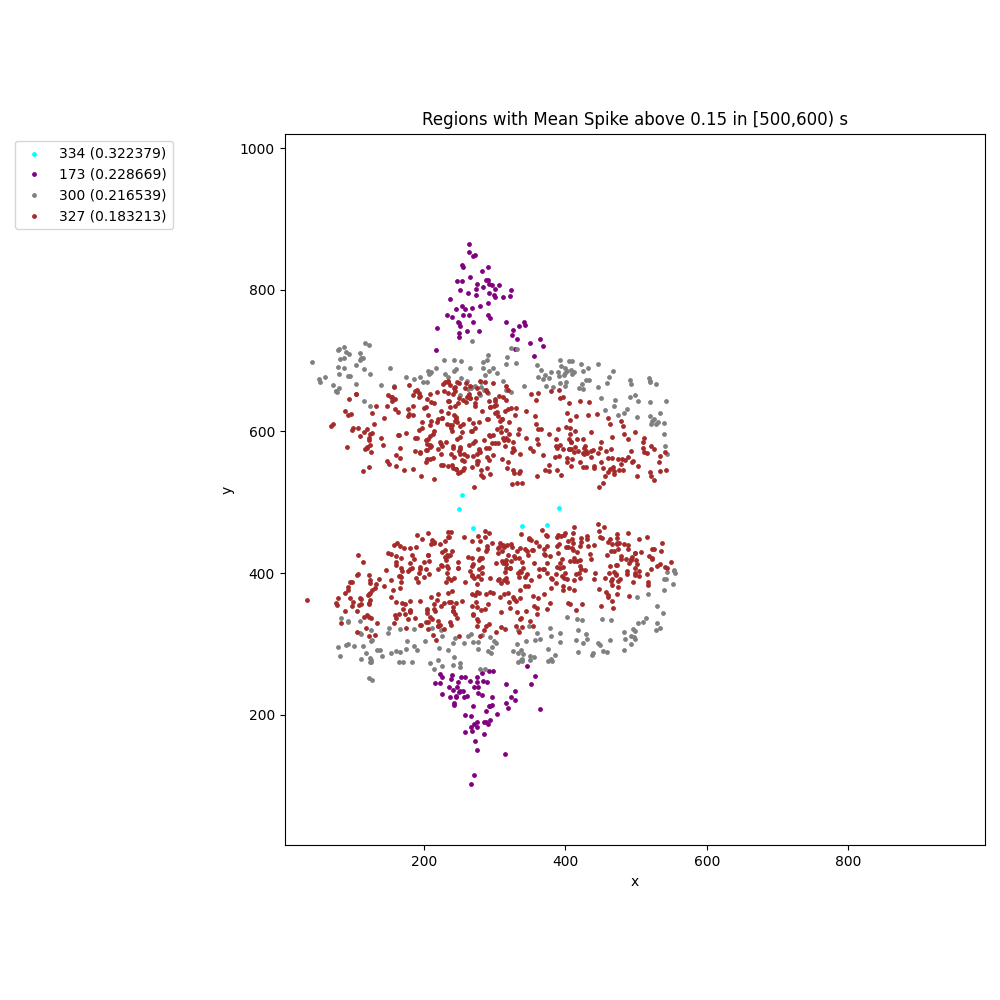 Regions with Mean Spike above 0.15 in [500,600) s
334 (0.322379)
173 (0.228669)
300 (0.216539)
327 (0.183213)
1000
800
600
400
200
y
200 400 600 800
x